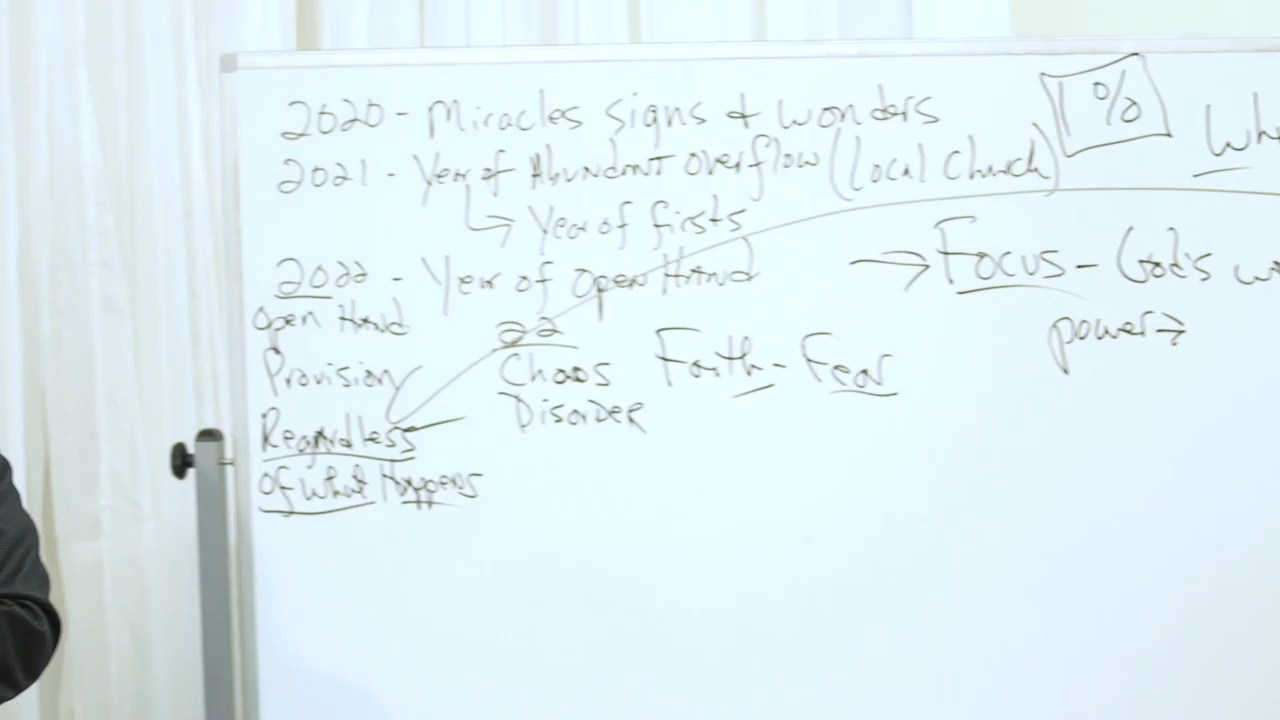 2020 - Miracles signs & wonders
1%
2021 - Year of Abundant overflow (Local Church)
↳ Year of firsts
2022 - Year of Open Hand
→ Focus - God's
power →
Open Hand
Provision
Regardless
of what Happens
22
Chaos
Disorder
Faith - Fear